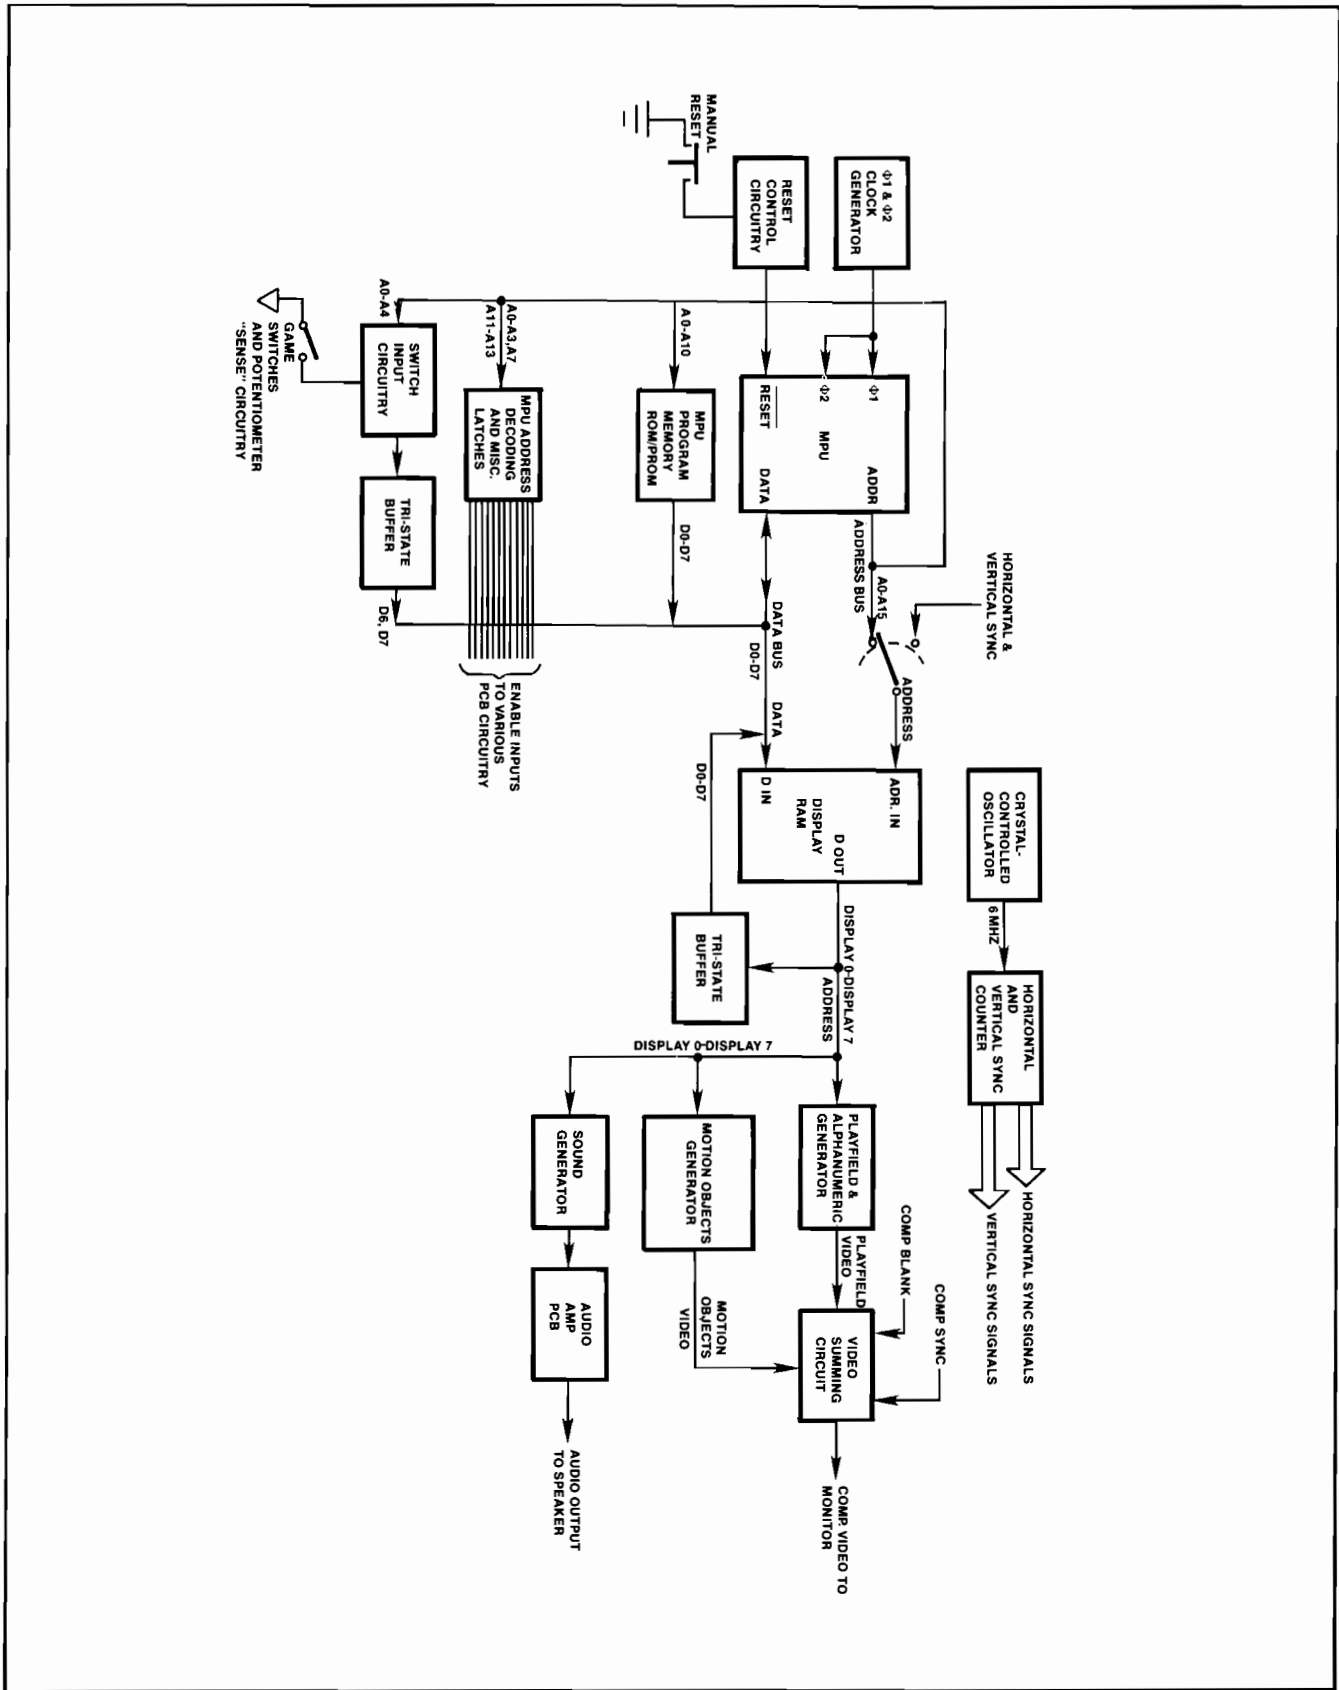 HORIZONTAL SYNC SIGNALS
VERTICAL SYNC SIGNALS
CRYSTAL-
CONTROLLED
OSCILLATOR
6 MHZ
HORIZONTAL
AND
VERTICAL SYNC
COUNTER
HORIZONTAL &
VERTICAL SYNC
COMP SYNC
COMP BLANK
Φ1 & Φ2
CLOCK
GENERATOR
RESET
CONTROL
CIRCUITRY
MANUAL
RESET
Φ1
Φ2
RESET
MPU
ADDR
DATA
ADDRESS BUS
A0-A15
ADDRESS
DATA BUS
D0-D7
DATA
ADR. IN
D IN
DISPLAY
RAM
D OUT
DISPLAY 0-DISPLAY 7
ADDRESS
PLAYFIELD &
ALPHANUMERIC
GENERATOR
PLAYFIELD
VIDEO
VIDEO
SUMMING
CIRCUIT
COMP. VIDEO TO
MONITOR
A0-A10
MPU
PROGRAM
MEMORY
ROM/PROM
D0-D7
D0-D7
TRI-STATE
BUFFER
DISPLAY 0-DISPLAY 7
MOTION OBJECTS
GENERATOR
MOTION
OBJECTS
VIDEO
A0-A3,A7
A11-A13
MPU ADDRESS
DECODING
AND MISC.
LATCHES
ENABLE INPUTS
TO VARIOUS
PCB CIRCUITRY
SOUND
GENERATOR
AUDIO
AMP
PCB
AUDIO OUTPUT
TO SPEAKER
A0-A4
SWITCH
INPUT
CIRCUITRY
TRI-STATE
BUFFER
D6, D7
GAME
SWITCHES
AND POTENTIOMETER
"SENSE" CIRCUITRY